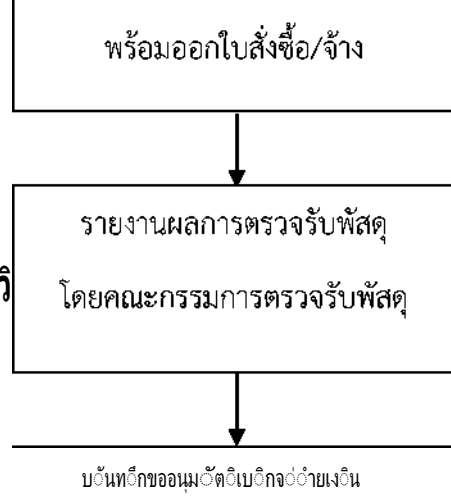 พร้อมออกใบสั่งซื้อ/จ้าง
รายงานผลการตรวจรับพัสดุ
วิ
โดยคณะกรรมการตรวจรับพัสดุ
บันทึกขออนุมัติเบิกจ่ายเงิน